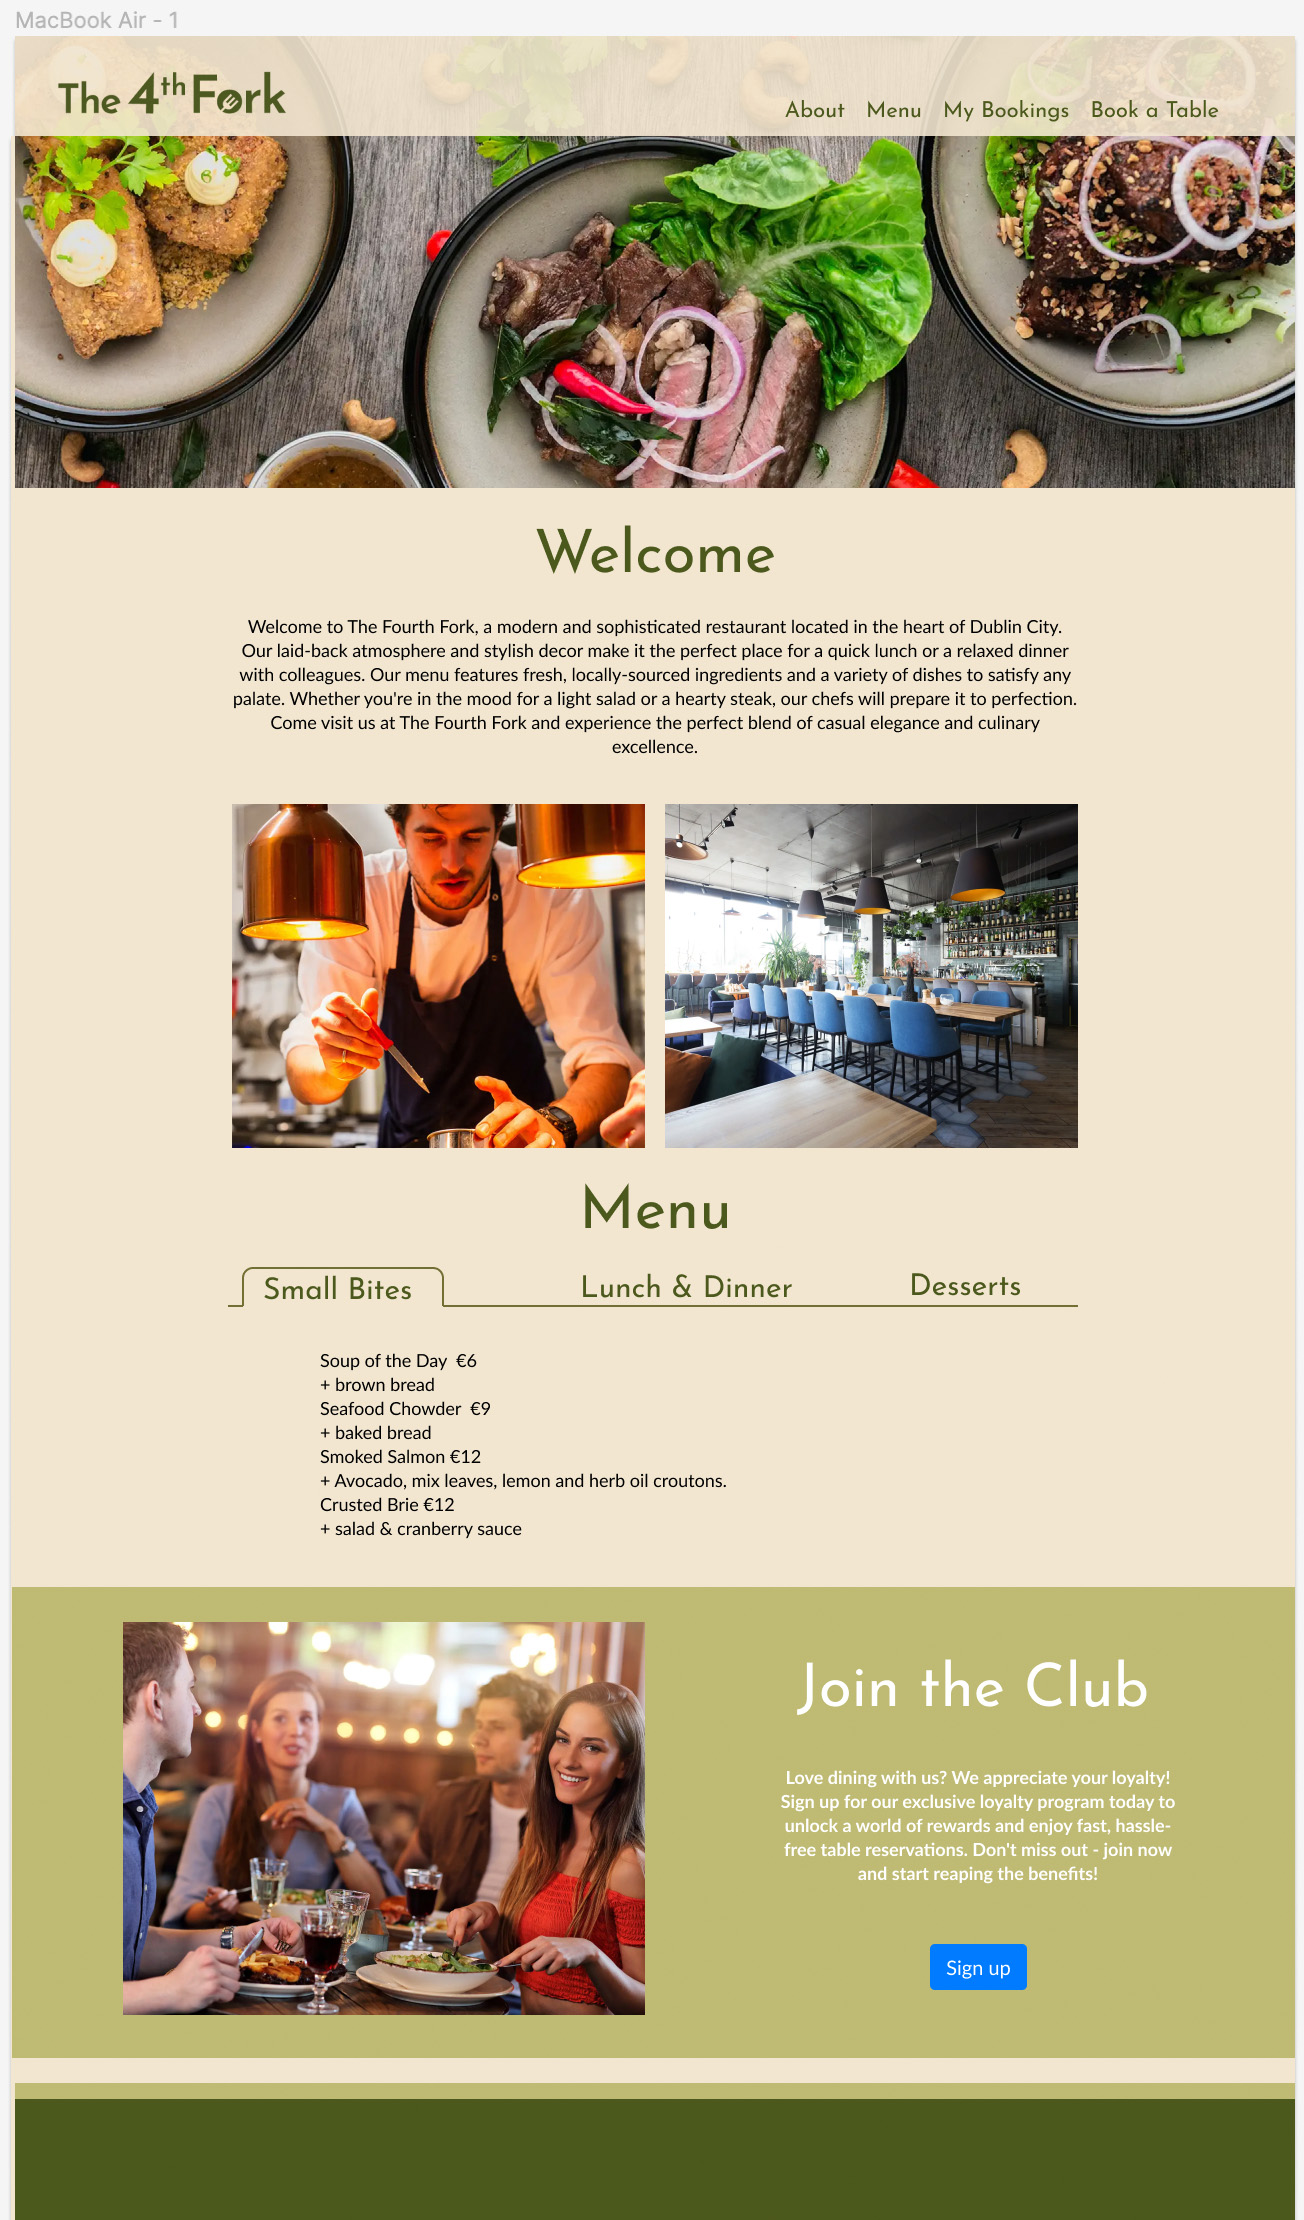 MacBook Air - 1
The 4th Fork
About Menu My Bookings Book a Table
Welcome
Welcome to The Fourth Fork, a modern and sophisticated restaurant located in the heart of Dublin City.
Our laid-back atmosphere and stylish decor make it the perfect place for a quick lunch or a relaxed dinner
with colleagues. Our menu features fresh, locally-sourced ingredients and a variety of dishes to satisfy any
palate. Whether you're in the mood for a light salad or a hearty steak, our chefs will prepare it to perfection.
Come visit us at The Fourth Fork and experience the perfect blend of casual elegance and culinary
excellence.
Menu
Small Bites Lunch & Dinner Desserts
Soup of the Day €6
+ brown bread
Seafood Chowder €9
+ baked bread
Smoked Salmon €12
+ Avocado, mix leaves, lemon and herb oil croutons.
Crusted Brie €12
+ salad & cranberry sauce
Join the Club
Love dining with us? We appreciate your loyalty!
Sign up for our exclusive loyalty program today to
unlock a world of rewards and enjoy fast, hassle-
free table reservations. Don't miss out - join now
and start reaping the benefits!
Sign up